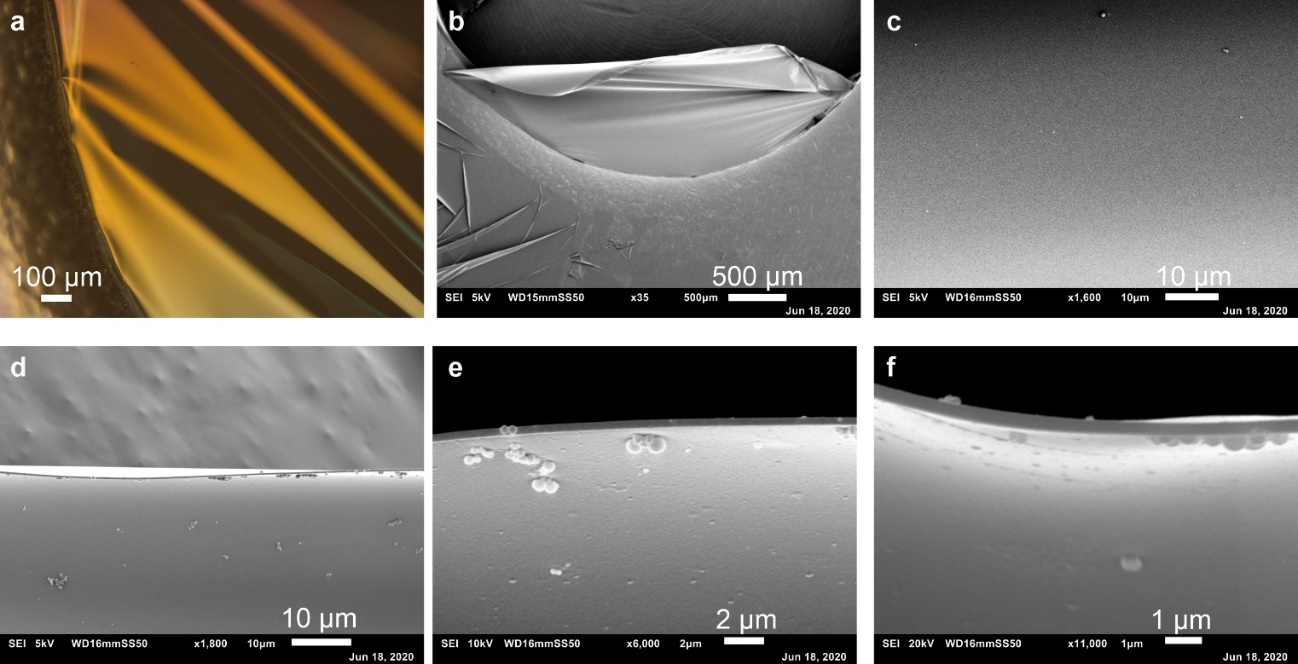 a
100 μm
b
500 μm
SEI 5kV WD15mmSS50 x35 500μm
Jun 18, 2020
c
10 μm
SEI 5kV WD16mmSS50 x1,600 10μm
Jun 18, 2020
d
10 μm
SEI 5kV WD16mmSS50 x1,800 10μm
Jun 18, 2020
e
2 μm
SEI 10kV WD16mmSS50 x6,000 2μm
Jun 18, 2020
f
1 μm
SEI 20kV WD16mmSS50 x11,000 1μm
Jun 18, 2020